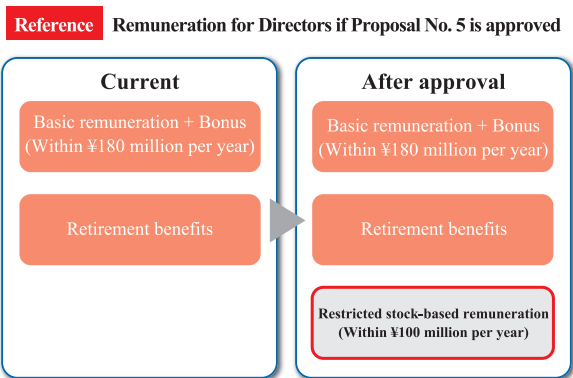 Reference Remuneration for Directors if Proposal No. 5 is approved
Current
Basic remuneration + Bonus
(Within ¥180 million per year)
Retirement benefits
After approval
Basic remuneration + Bonus
(Within ¥180 million per year)
Retirement benefits
Restricted stock-based remuneration
(Within ¥100 million per year)